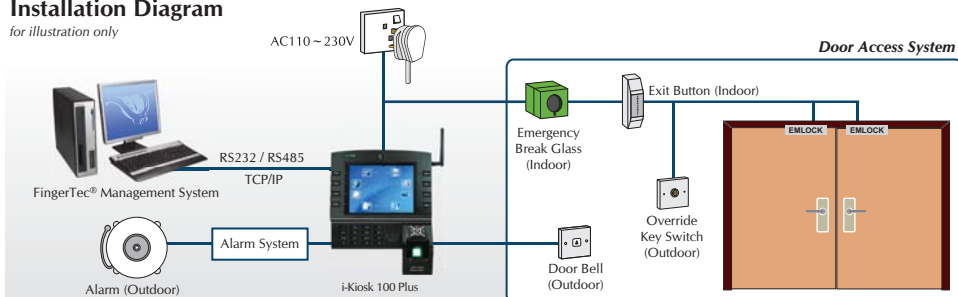 Installation Diagram
for illustration only
AC110 ~ 230V
Door Access System
Exit Button (Indoor)
Emergency
Break Glass
(Indoor)
EMLOCK
EMLOCK
RS232 / RS485
TCP/IP
FingerTec® Management System
Override
Key Switch
(Outdoor)
Alarm System
Door Bell
(Outdoor)
Alarm (Outdoor)
i-Kiosk 100 Plus